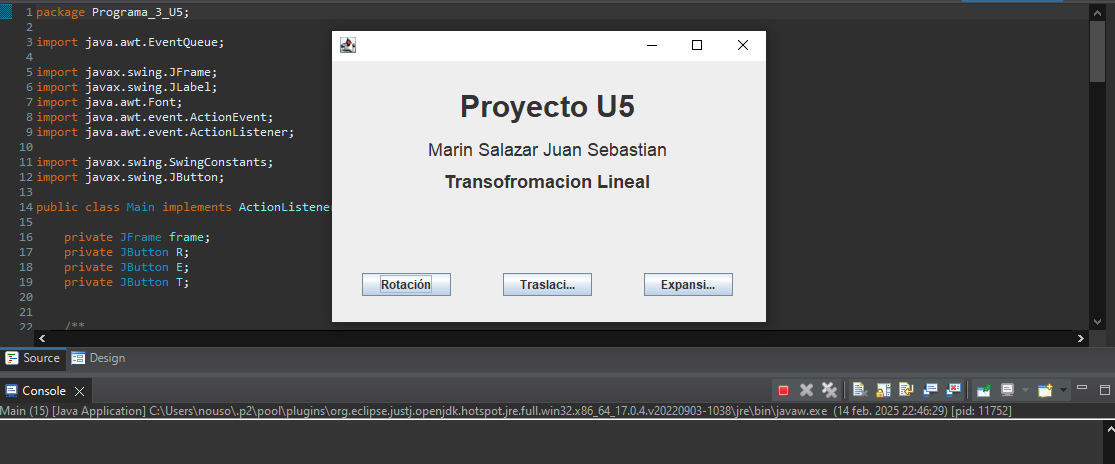 1 package Programa_3_U5;
2
3 import java.awt.EventQueue;
4
5 import javax.swing.JFrame;
6 import javax.swing.JLabel;
7 import java.awt.Font;
8 import java.awt.event.ActionEvent;
9 import java.awt.event.ActionListener;
10
11 import javax.swing.SwingConstants;
12 import javax.swing.JButton;
13
14 public class Main implements ActionListener
15
16 private JFrame frame;
17 private JButton R;
18 private JButton E;
19 private JButton T;
20
21
22 /**
Proyecto U5
Marin Salazar Juan Sebastian
Transofromacion Lineal
Rotación Traslaci... Expansi...
Source Design
Console
Main (15) [Java Application] C:\Users\nouso\.p2\pool\plugins\org.eclipse.justj.openjdk.hotspot.jre.full.win32.x86_64_17.0.4.v20220903-1038\jre\bin\javaw.exe (14 feb. 2025 22:46:29) [pid: 11752]